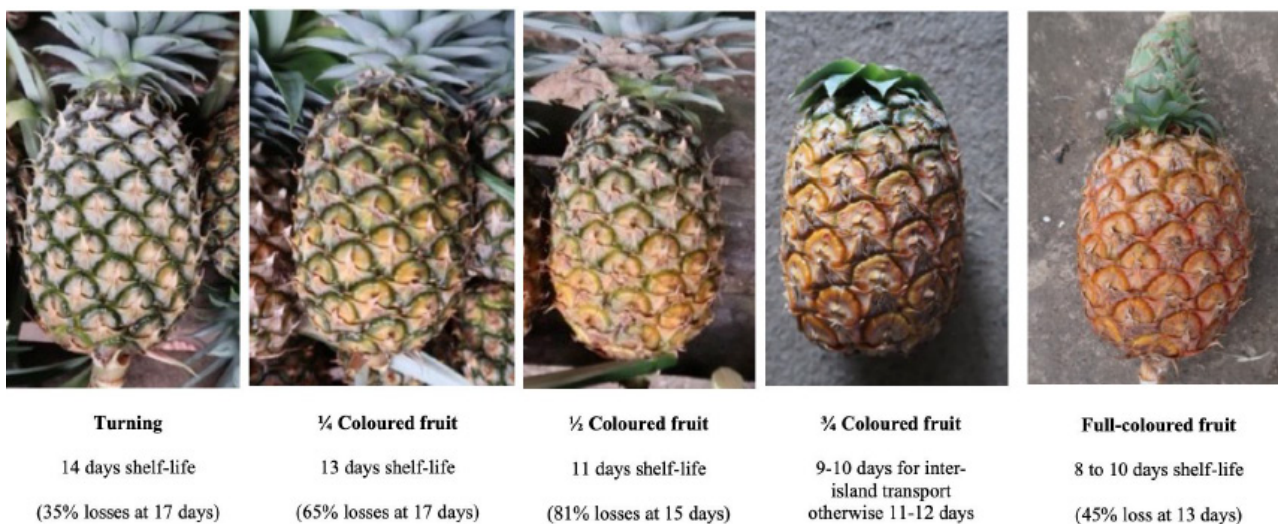 Turning
14 days shelf-life
(35% losses at 17 days)
¼ Coloured fruit
13 days shelf-life
(65% losses at 17 days)
½ Coloured fruit
11 days shelf-life
(81% losses at 15 days)
¾ Coloured fruit
9-10 days for inter-
island transport
otherwise 11-12 days
Full-coloured fruit
8 to 10 days shelf-life
(45% loss at 13 days)